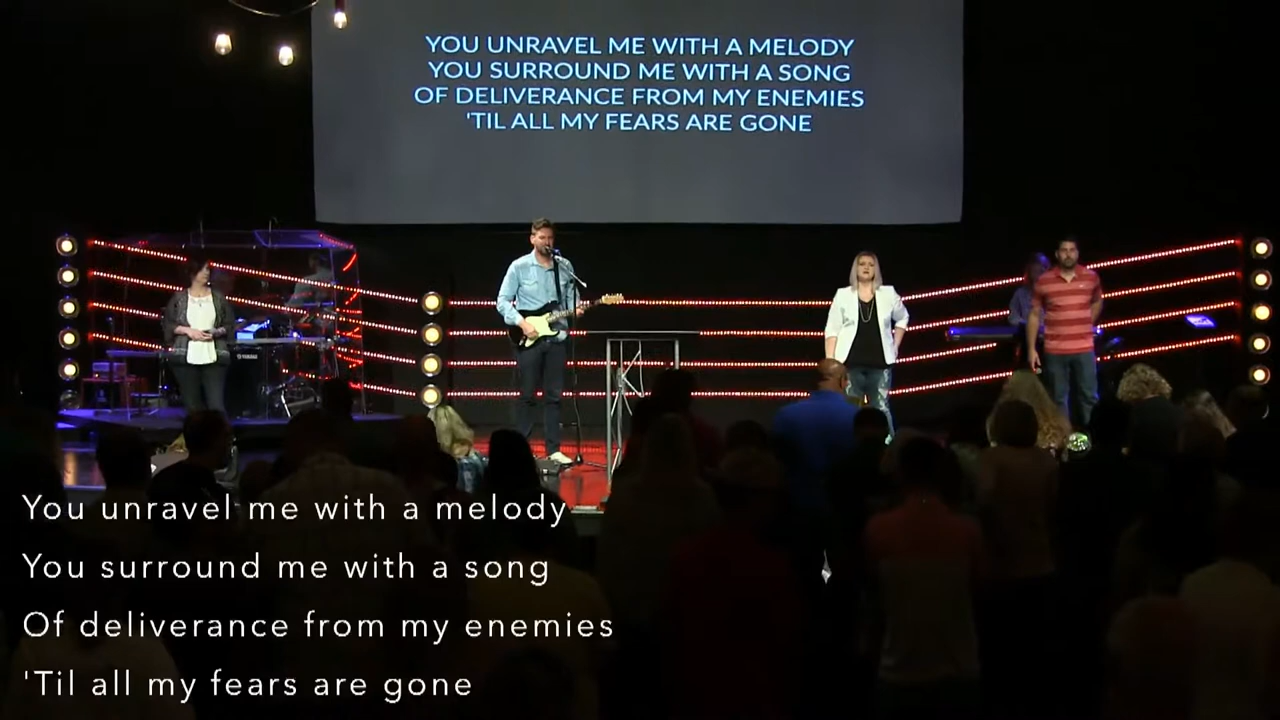 YOU UNRAVEL ME WITH A MELODY
YOU SURROUND ME WITH A SONG
OF DELIVERANCE FROM MY ENEMIES
'TIL ALL MY FEARS ARE GONE
YAMAHA
You unravel me with a melody
You surround me with a song
Of deliverance from my enemies
'Til all my fears are gone